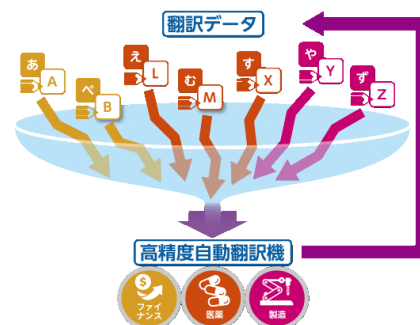 翻訳データ
あ A
べ B
え L
む M
す X
や Y
ず Z
高精度自動翻訳機
$
ファイ
ナンス
医薬
製造